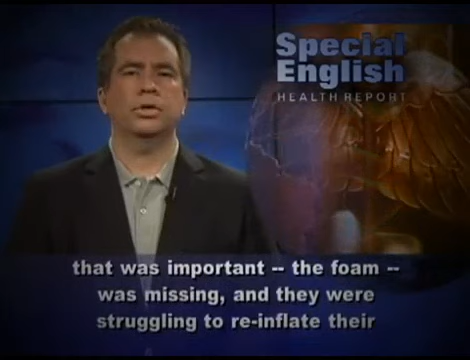 Special
English
HEALTH REPORT
that was important -- the foam --
was missing, and they were
struggling to re-inflate their